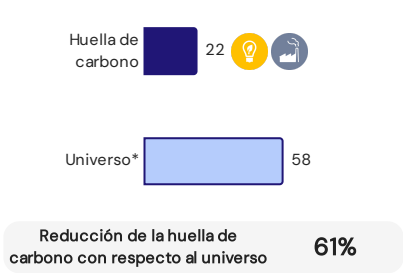 Huella de
carbono
22
Universo*
58
Reducción de la huella de
carbono con respecto al universo
61%